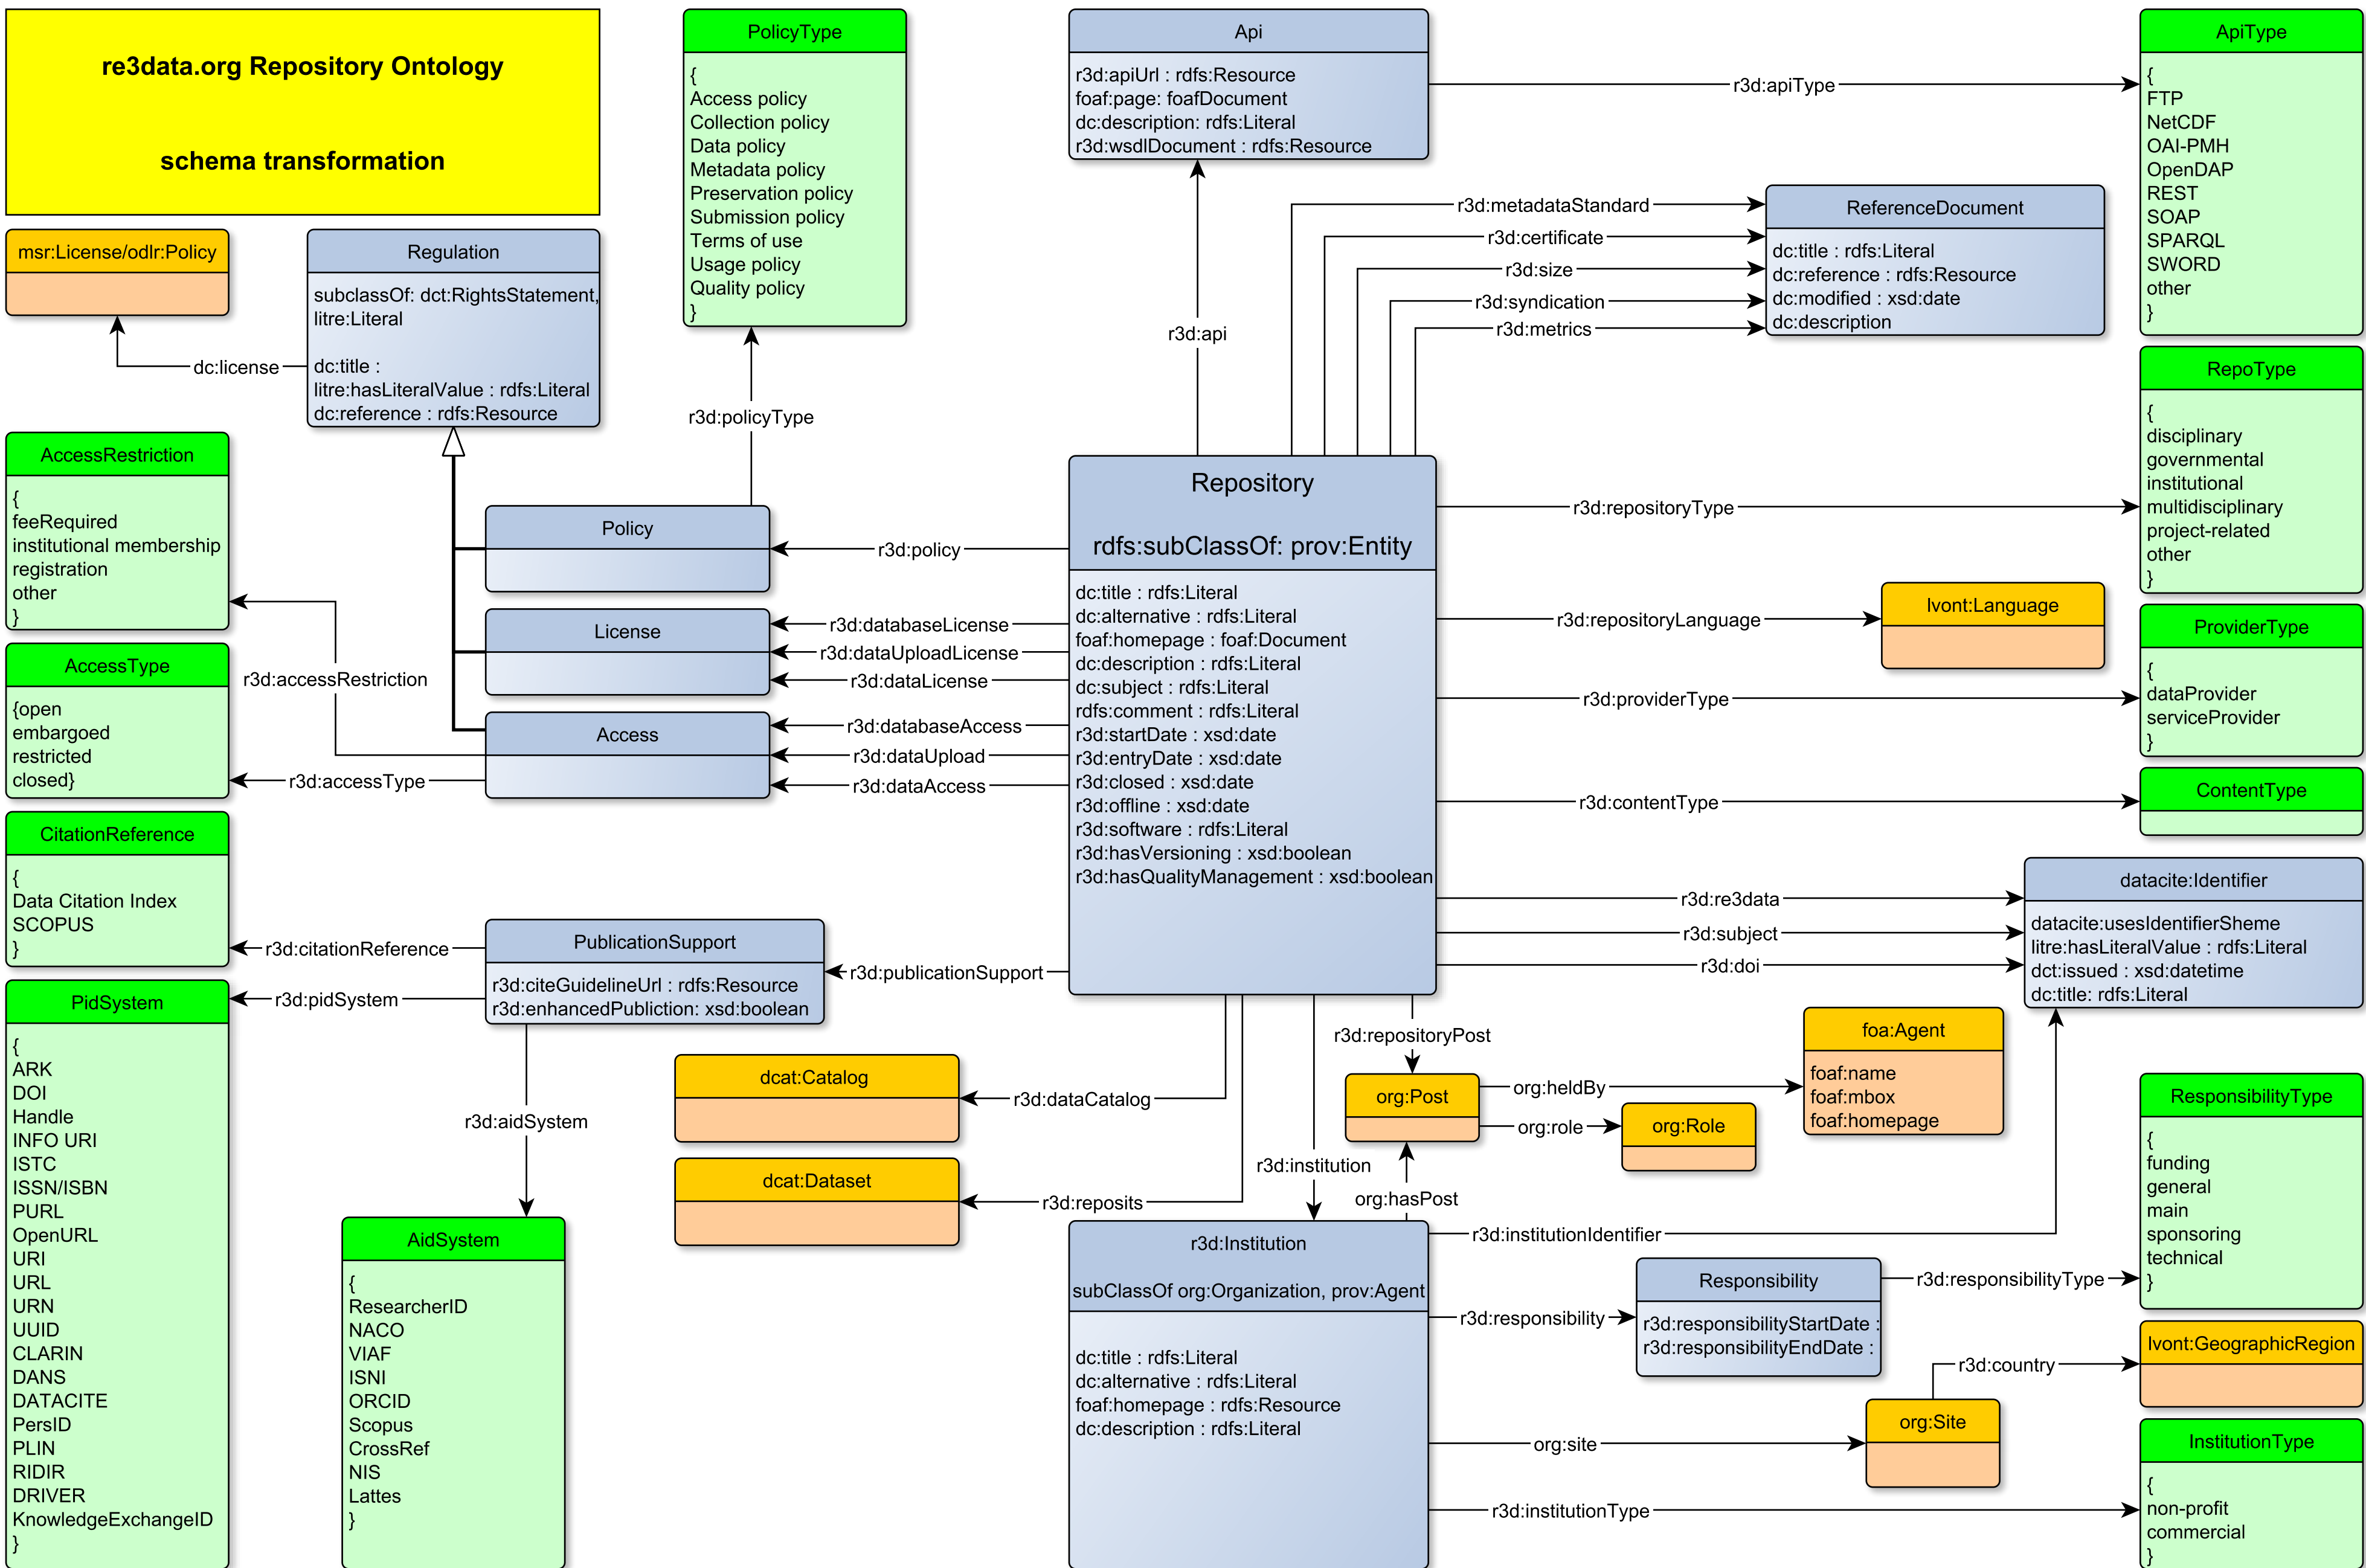 re3data.org Repository Ontology
schema transformation
PolicyType
{
Access policy
Collection policy
Data policy
Metadata policy
Preservation policy
Submission policy
Terms of use
Usage policy
Quality policy
}
Api
r3d:apiUrl : rdfs:Resource
foaf:page: foafDocument
dc:description: rdfs:Literal
r3d:wsdlDocument : rdfs:Resource
r3d:apiType
ApiType
{
FTP
NetCDF
OAI-PMH
OpenDAP
REST
SOAP
SPARQL
SWORD
other
}
msr:License/odlr:Policy
Regulation
subclassOf: dct:RightsStatement,
litre:Literal
dc:title :
litre:hasLiteralValue : rdfs:Literal
dc:reference : rdfs:Resource
dc:license
r3d:policyType
r3d:api
r3d:metadataStandard
r3d:certificate
r3d:size
r3d:syndication
r3d:metrics
ReferenceDocument
dc:title : rdfs:Literal
dc:reference : rdfs:Resource
dc:modified : xsd:date
dc:description
RepoType
{
disciplinary
governmental
institutional
multidisciplinary
project-related
other
}
AccessRestriction
{
feeRequired
institutional membership
registration
other
}
Policy
r3d:policy
License
r3d:databaseLicense
r3d:dataUploadLicense
r3d:dataLicense
Access
r3d:databaseAccess
r3d:dataUpload
r3d:dataAccess
r3d:accessRestriction
r3d:accessType
AccessType
{open
embargoed
restricted
closed}
Repository
rdfs:subClassOf: prov:Entity
dc:title : rdfs:Literal
dc:alternative : rdfs:Literal
foaf:homepage : foaf:Document
dc:description : rdfs:Literal
dc:subject : rdfs:Literal
rdfs:comment : rdfs:Literal
r3d:startDate : xsd:date
r3d:entryDate : xsd:date
r3d:closed : xsd:date
r3d:offline : xsd:date
r3d:software : rdfs:Literal
r3d:hasVersioning : xsd:boolean
r3d:hasQualityManagement : xsd:boolean
r3d:repositoryType
r3d:repositoryLanguage
lvont:Language
r3d:providerType
ProviderType
{
dataProvider
serviceProvider
}
r3d:contentType
ContentType
r3d:re3data
r3d:subject
r3d:doi
datacite:Identifier
datacite:usesIdentifierSheme
litre:hasLiteralValue : rdfs:Literal
dct:issued : xsd:datetime
dc:title: rdfs:Literal
CitationReference
{
Data Citation Index
SCOPUS
}
r3d:citationReference
r3d:pidSystem
PublicationSupport
r3d:citeGuidelineUrl : rdfs:Resource
r3d:enhancedPubliction: xsd:boolean
r3d:publicationSupport
PidSystem
{
ARK
DOI
Handle
INFO URI
ISTC
ISSN/ISBN
PURL
OpenURL
URI
URL
URN
UUID
CLARIN
DANS
DATACITE
PersID
PLIN
RIDIR
DRIVER
KnowledgeExchangeID
}
r3d:aidSystem
AidSystem
{
ResearcherID
NACO
VIAF
ISNI
ORCID
Scopus
CrossRef
NIS
Lattes
}
dcat:Catalog
r3d:dataCatalog
dcat:Dataset
r3d:reposits
r3d:institution
r3d:repositoryPost
org:Post
org:heldBy
org:role
org:hasPost
foa:Agent
foaf:name
foaf:mbox
foaf:homepage
org:Role
r3d:Institution
subClassOf org:Organization, prov:Agent
dc:title : rdfs:Literal
dc:alternative : rdfs:Literal
foaf:homepage : rdfs:Resource
dc:description : rdfs:Literal
r3d:institutionIdentifier
r3d:responsibility
Responsibility
r3d:responsibilityStartDate :
r3d:responsibilityEndDate :
r3d:responsibilityType
ResponsibilityType
{
funding
general
main
sponsoring
technical
}
r3d:country
lvont:GeographicRegion
org:site
org:Site
r3d:institutionType
InstitutionType
{
non-profit
commercial
}